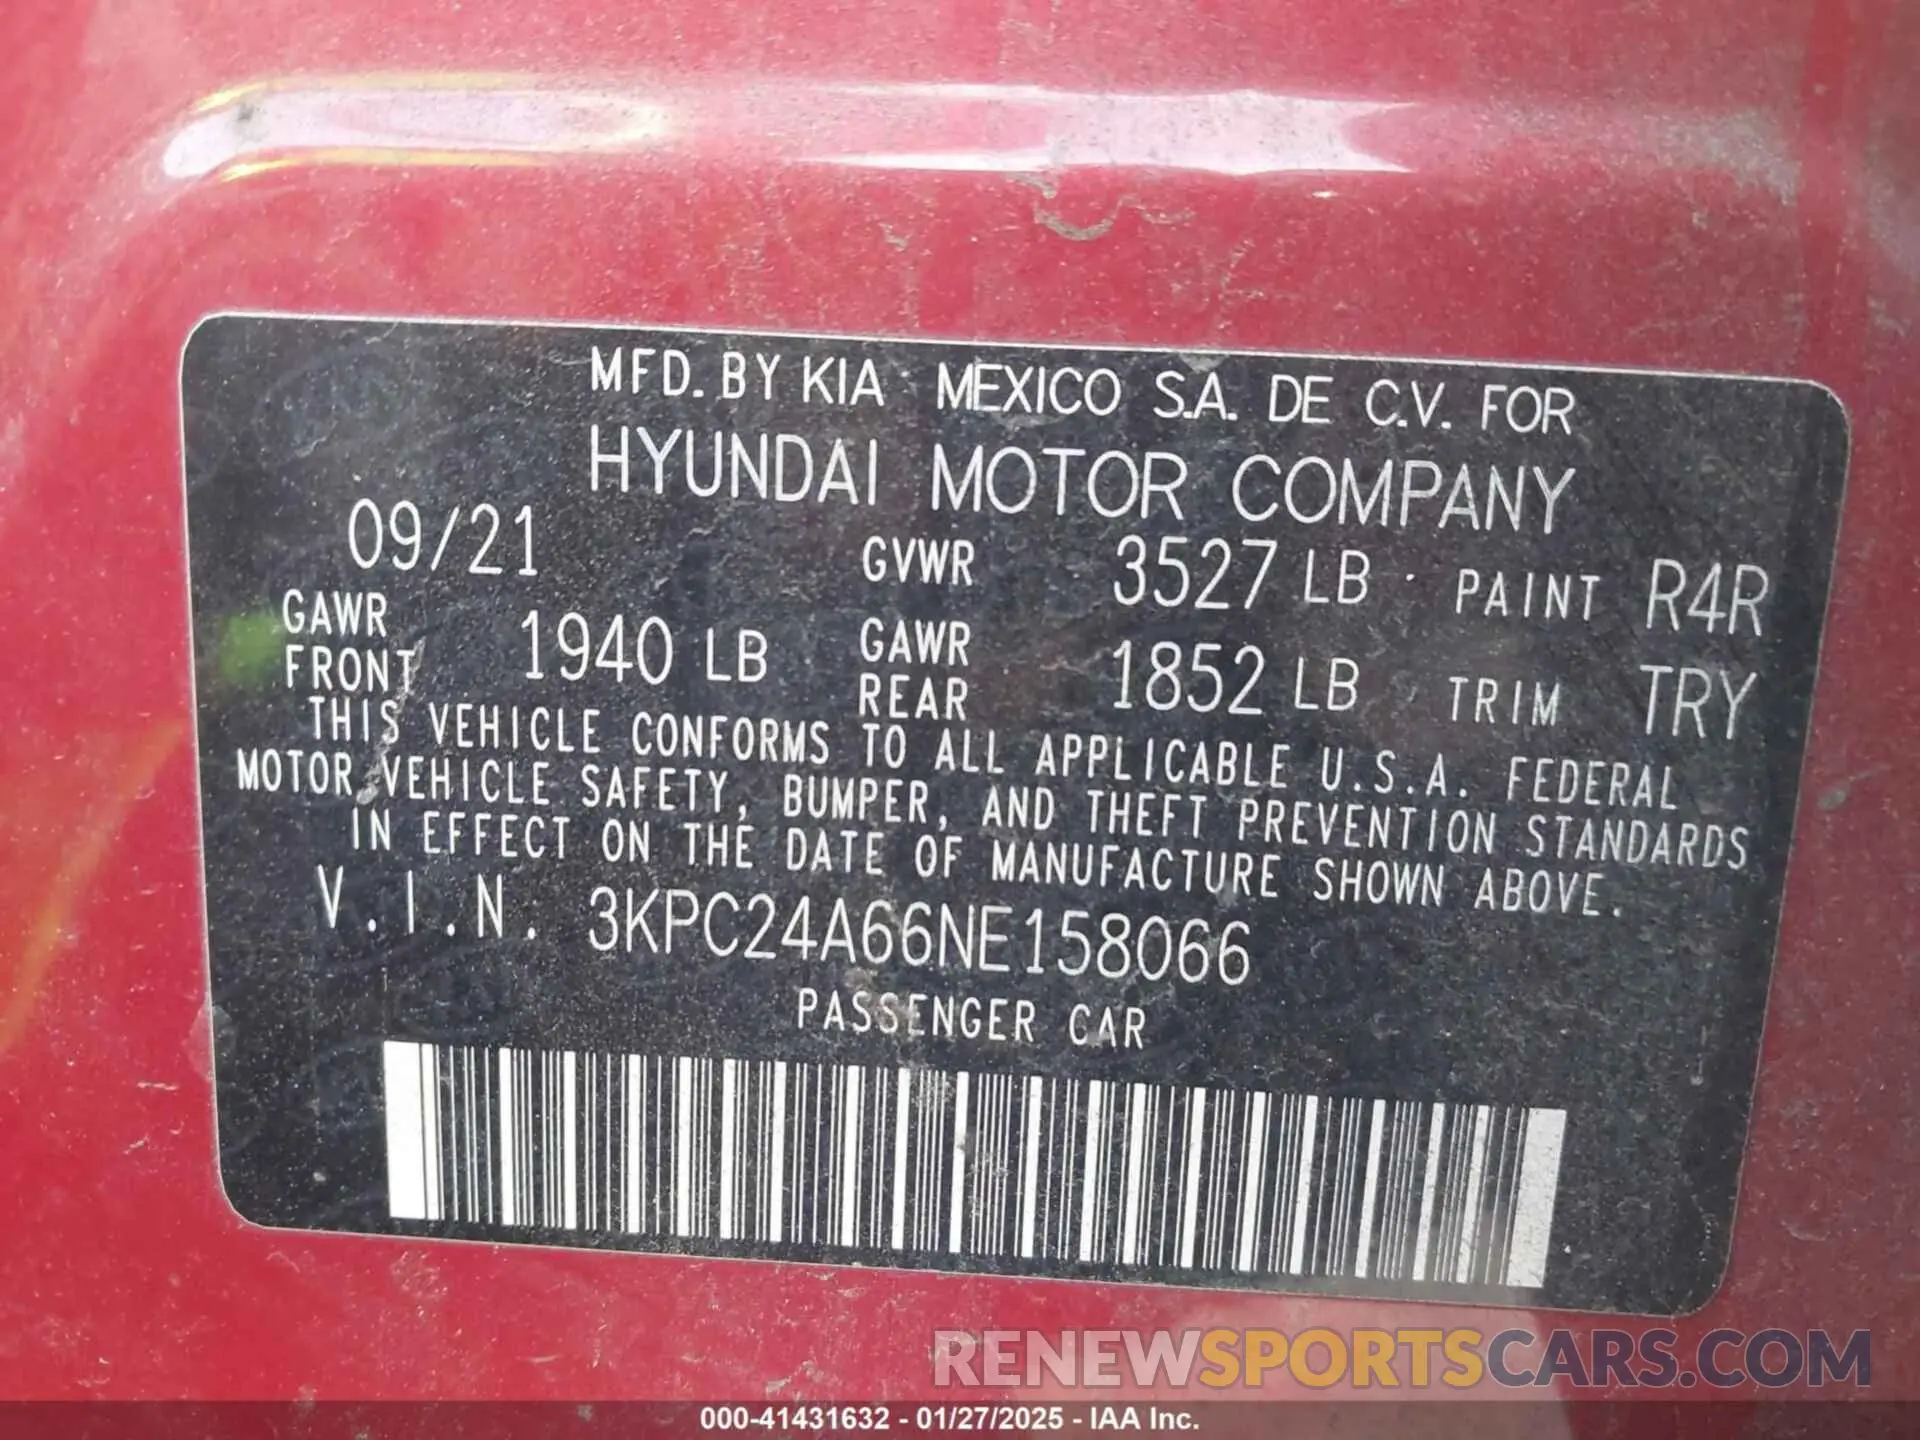 MFD. BY KIA MEXICO S.A. DE C.V. FOR
HYUNDAI MOTOR COMPANY
09/21 GVWR 3527 LB PAINT R4R
GAWR FRONT 1940 LB GAWR REAR 1852 LB TRIM TRY
THIS VEHICLE CONFORMS TO ALL APPLICABLE U.S.A. FEDERAL
MOTOR VEHICLE SAFETY, BUMPER, AND THEFT PREVENTION STANDARDS
IN EFFECT ON THE DATE OF MANUFACTURE SHOWN ABOVE.
V.I.N. 3KPC24A66NE158066
PASSENGER CAR
RENEWSPORTSCARS.COM
000-41431632 - 01/27/2025 - IAA Inc.